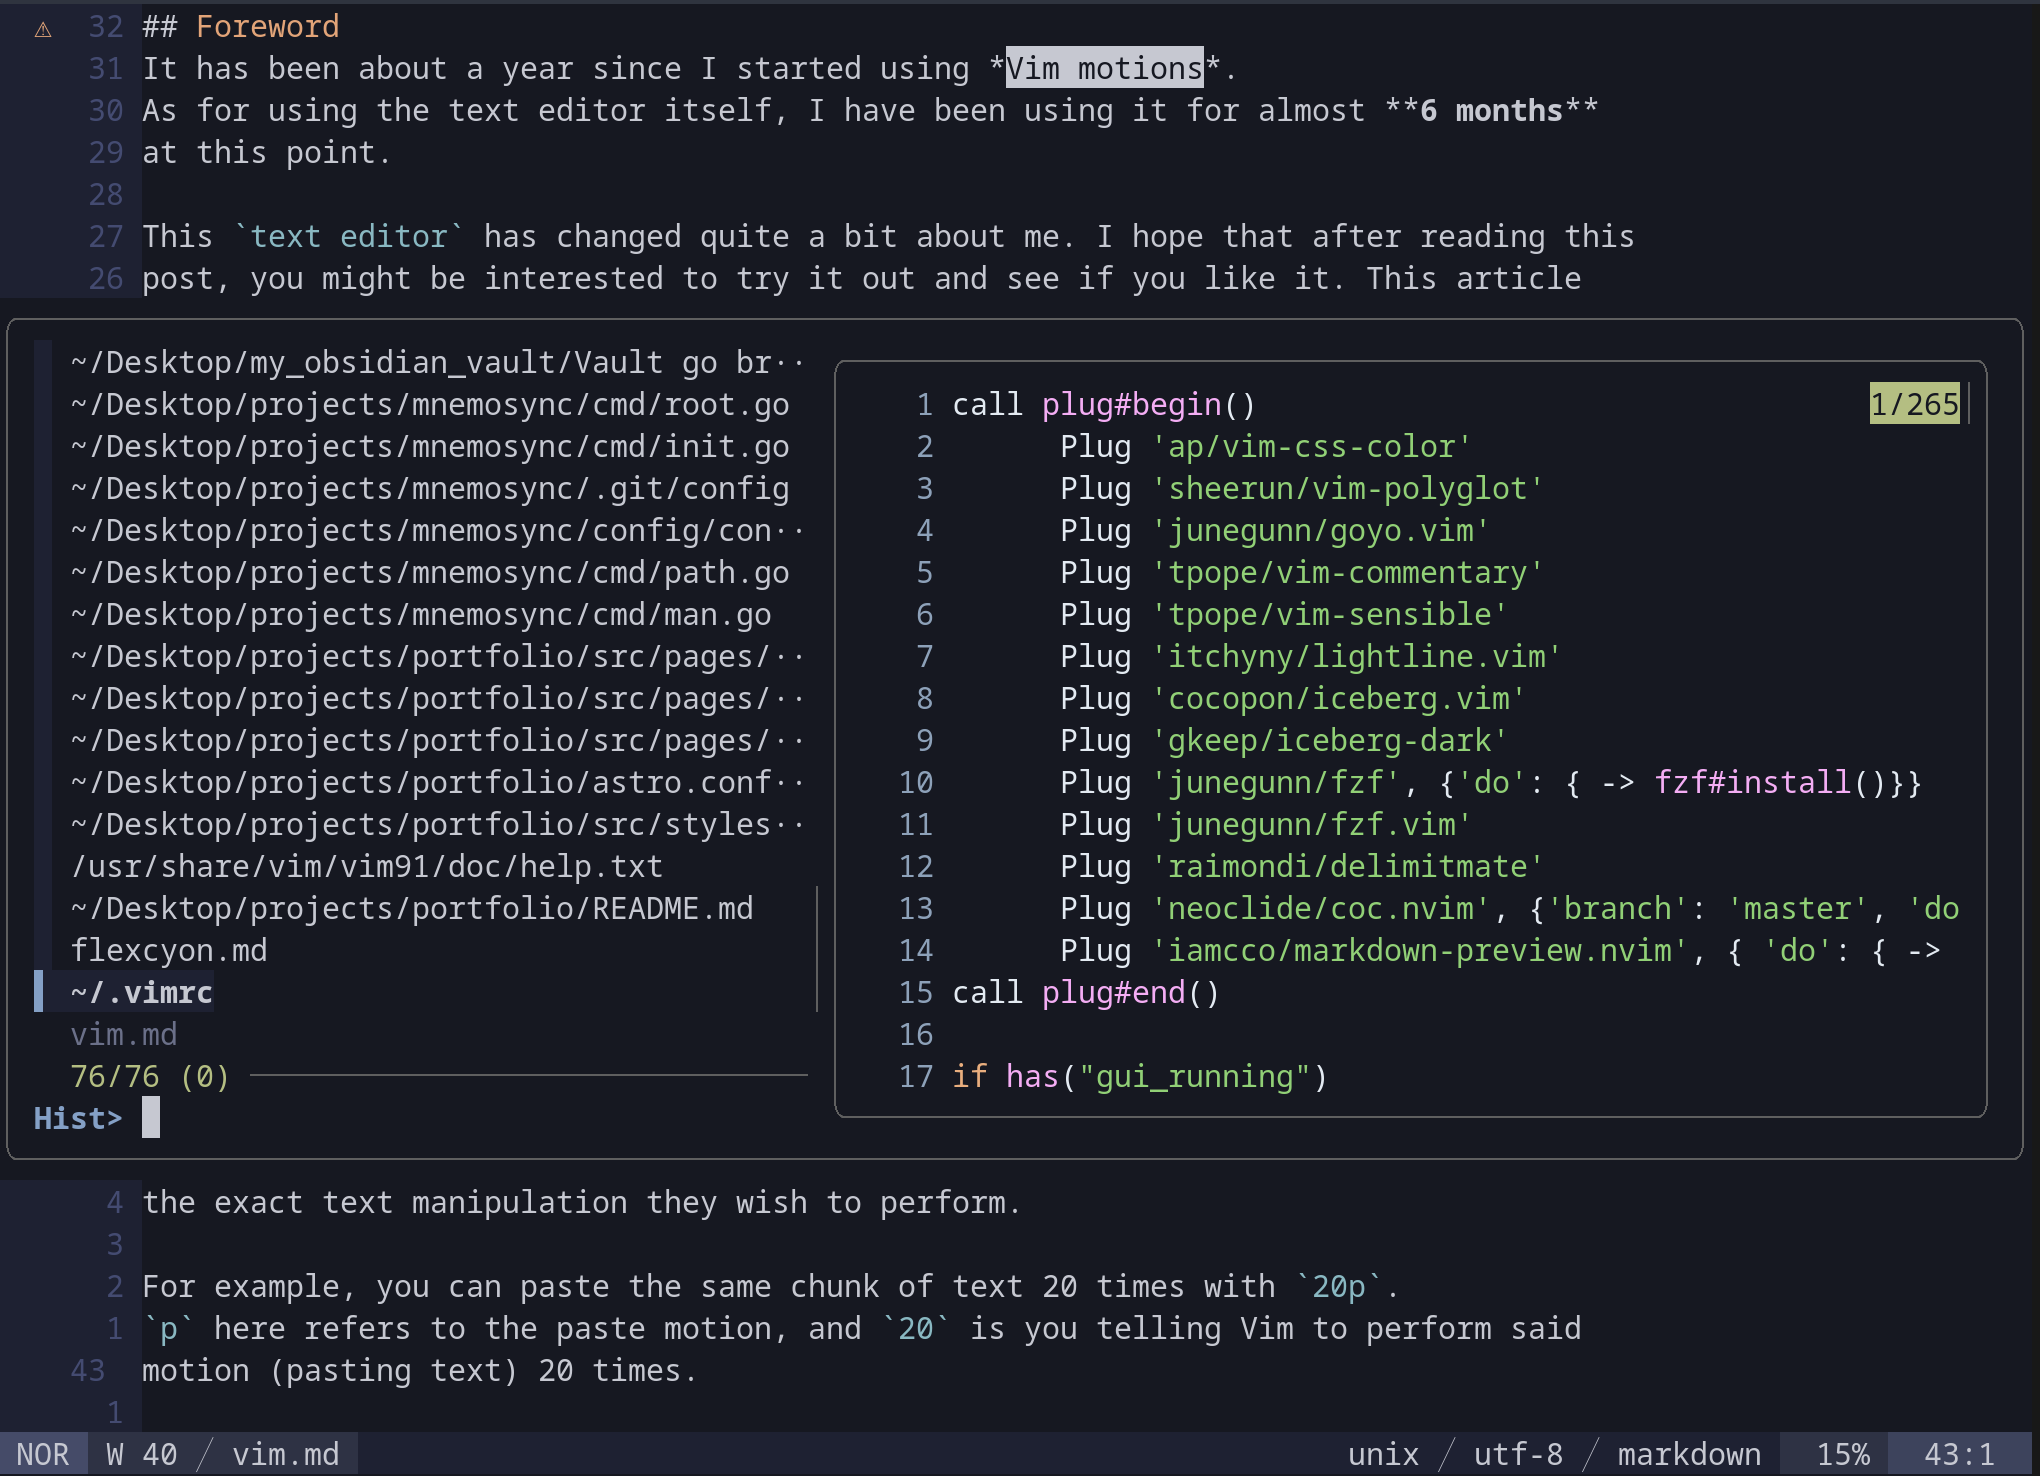 ⚠ 32 ## Foreword
31 It has been about a year since I started using *Vim motions*.
30 As for using the text editor itself, I have been using it for almost **6 months**
29 at this point.
28
27 This `text editor` has changed quite a bit about me. I hope that after reading this
26 post, you might be interested to try it out and see if you like it. This article
~/Desktop/my_obsidian_vault/Vault go br··
~/Desktop/projects/mnemosync/cmd/root.go
~/Desktop/projects/mnemosync/cmd/init.go
~/Desktop/projects/mnemosync/.git/config
~/Desktop/projects/mnemosync/config/con··
~/Desktop/projects/mnemosync/cmd/path.go
~/Desktop/projects/mnemosync/cmd/man.go
~/Desktop/projects/portfolio/src/pages/··
~/Desktop/projects/portfolio/src/pages/··
~/Desktop/projects/portfolio/src/pages/··
~/Desktop/projects/portfolio/astro.conf··
~/Desktop/projects/portfolio/src/styles··
/usr/share/vim/vim91/doc/help.txt
~/Desktop/projects/portfolio/README.md
flexcyon.md
~/.vimrc
vim.md
76/76 (0)
Hist>
1 call plug#begin() 1/265
2 Plug 'ap/vim-css-color'
3 Plug 'sheerun/vim-polyglot'
4 Plug 'junegunn/goyo.vim'
5 Plug 'tpope/vim-commentary'
6 Plug 'tpope/vim-sensible'
7 Plug 'itchyny/lightline.vim'
8 Plug 'cocopon/iceberg.vim'
9 Plug 'gkeep/iceberg-dark'
10 Plug 'junegunn/fzf', {'do': { -> fzf#install()}}
11 Plug 'junegunn/fzf.vim'
12 Plug 'raimondi/delimitmate'
13 Plug 'neoclide/coc.nvim', {'branch': 'master', 'do
14 Plug 'iamcco/markdown-preview.nvim', { 'do': { ->
15 call plug#end()
16
17 if has("gui_running")
4 the exact text manipulation they wish to perform.
3
2 For example, you can paste the same chunk of text 20 times with `20p`.
1 `p` here refers to the paste motion, and `20` is you telling Vim to perform said
43 motion (pasting text) 20 times.
1
NOR W 40 / vim.md unix / utf-8 / markdown 15% 43:1